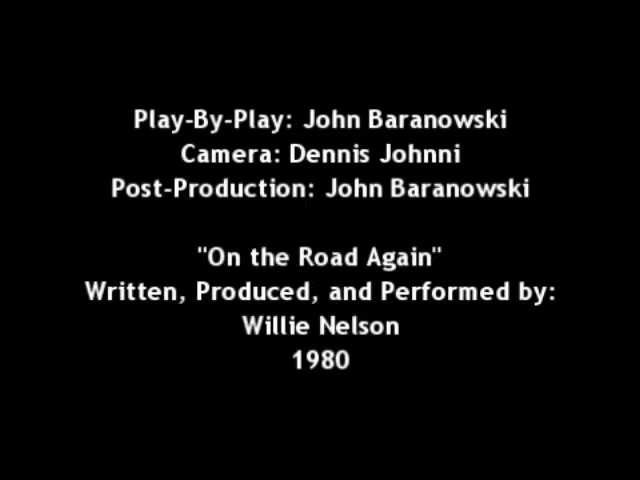 Play-By-Play: John Baranowski
Camera: Dennis Johnni
Post-Production: John Baranowski
"On the Road Again"
Written, Produced, and Performed by:
Willie Nelson
1980